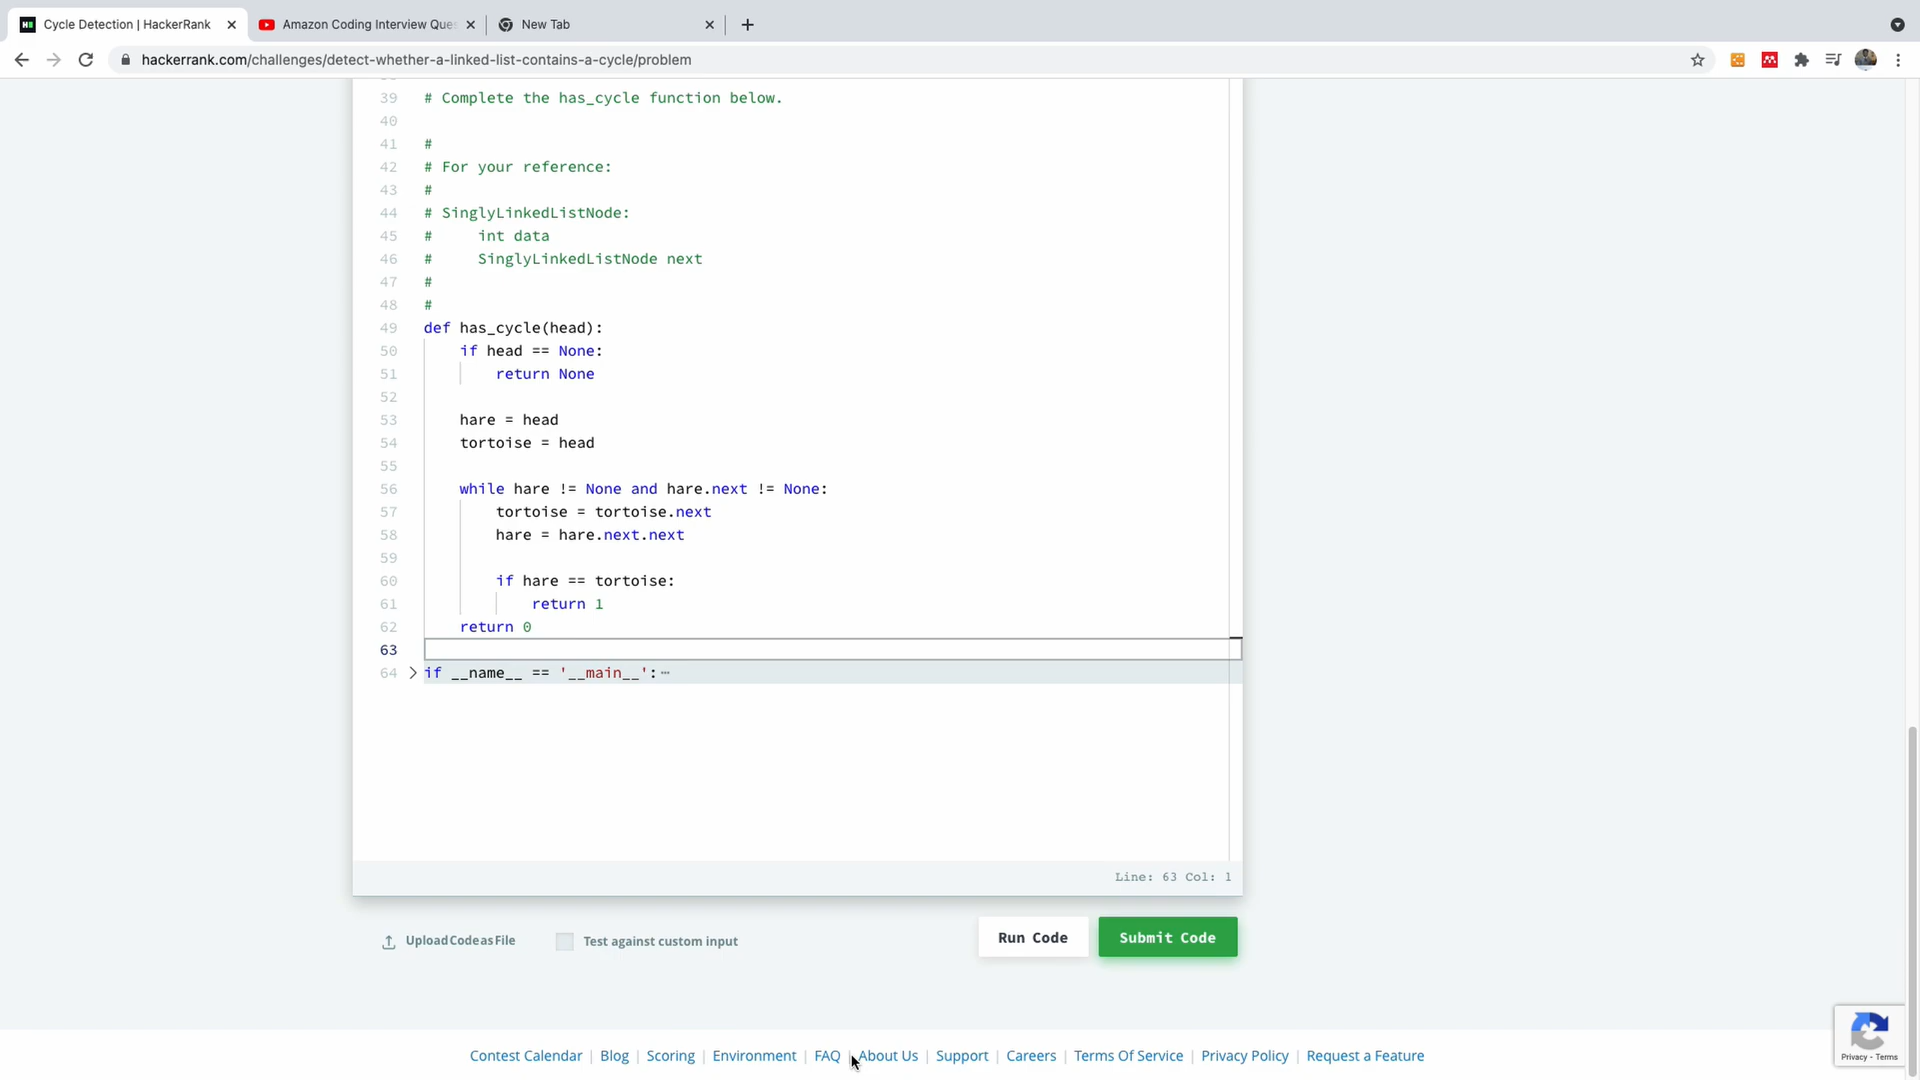 Cycle Detection | HackerRank
Amazon Coding Interview Que
New Tab
hackerrank.com/challenges/detect-whether-a-linked-list-contains-a-cycle/problem
39 # Complete the has_cycle function below.
40
41 #
42 # For your reference:
43 #
44 # SinglyLinkedListNode:
45 #     int data
46 #     SinglyLinkedListNode next
47 #
48 #
49 def has_cycle(head):
50     if head == None:
51         return None
52
53     hare = head
54     tortoise = head
55
56     while hare != None and hare.next != None:
57         tortoise = tortoise.next
58         hare = hare.next.next
59
60         if hare == tortoise:
61             return 1
62     return 0
63
64 if __name__ == '__main__':
Line: 63 Col: 1
Upload Code as File
Test against custom input
Run Code
Submit Code
Privacy - Terms
Contest Calendar | Blog | Scoring | Environment | FAQ | About Us | Support | Careers | Terms Of Service | Privacy Policy | Request a Feature